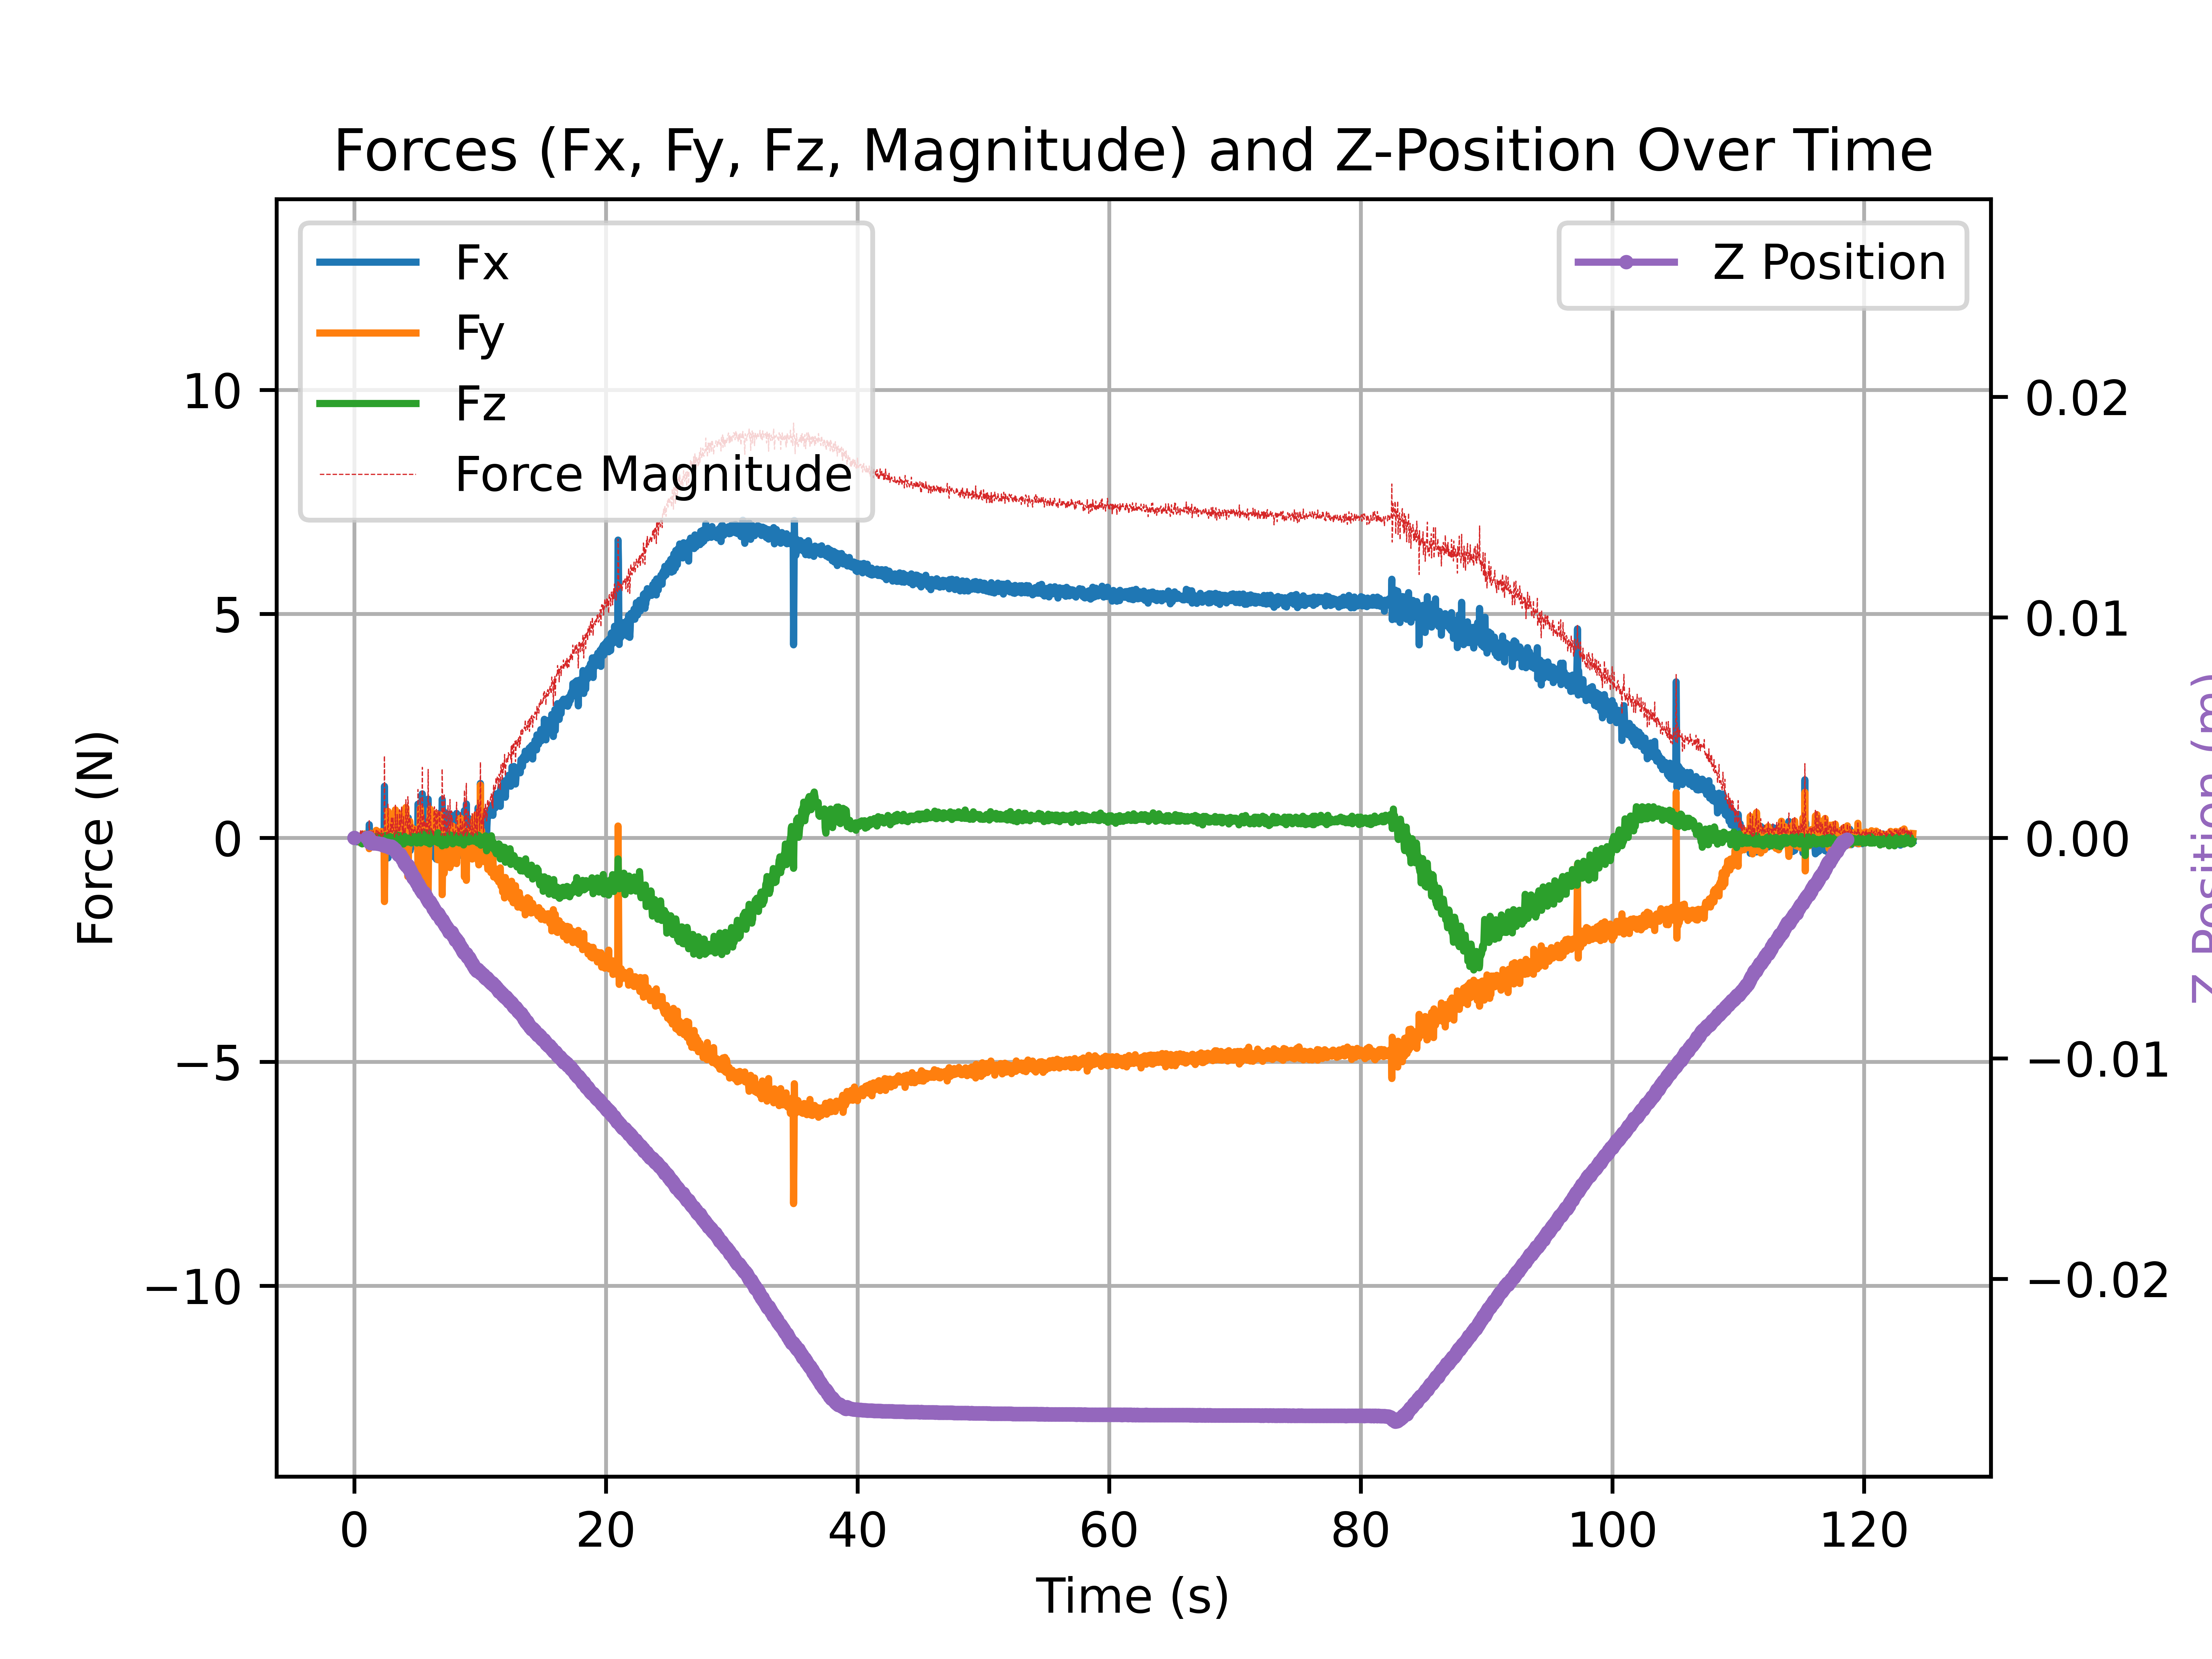 Forces (Fx, Fy, Fz, Magnitude) and Z-Position Over Time
Fx
Fy
Fz
Force Magnitude
Z Position
Force (N)
10
5
0
−5
−10
0.02
0.01
0.00
−0.01
−0.02
Z Position (m)
0 20 40 60 80 100 120
Time (s)